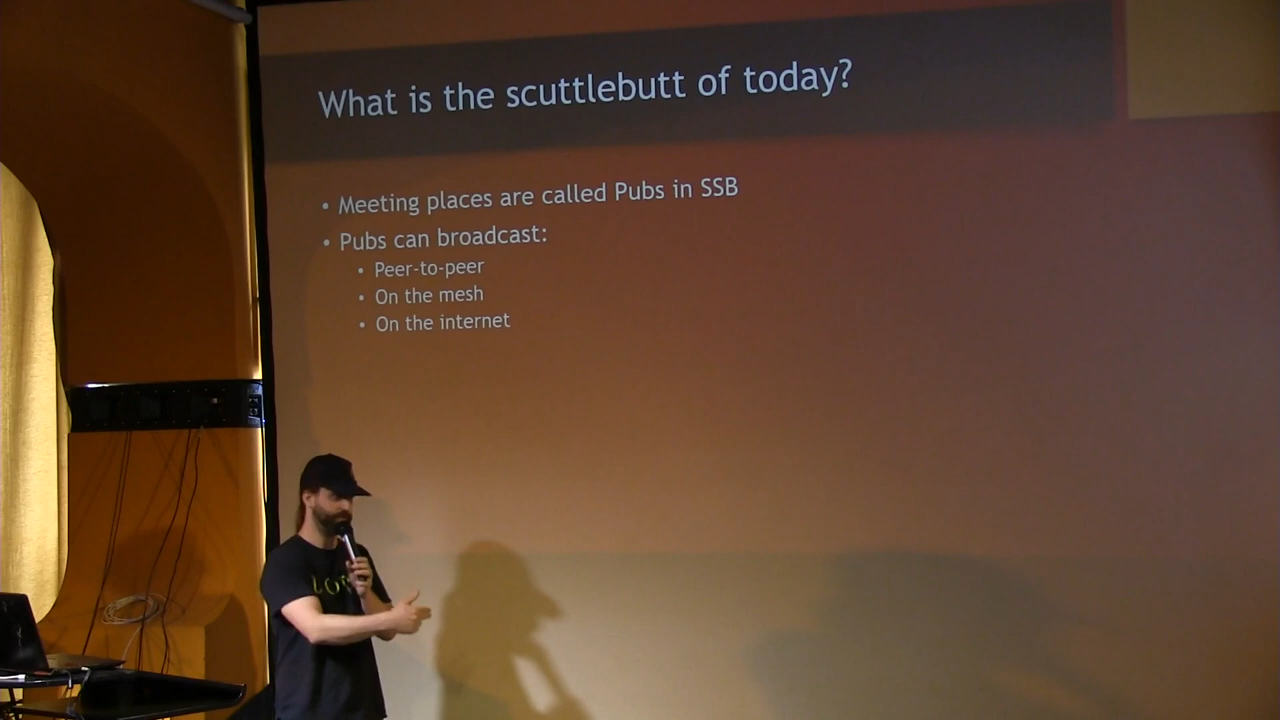 What is the scuttlebutt of today?
• Meeting places are called Pubs in SSB
• Pubs can broadcast:
• Peer-to-peer
• On the mesh
• On the internet